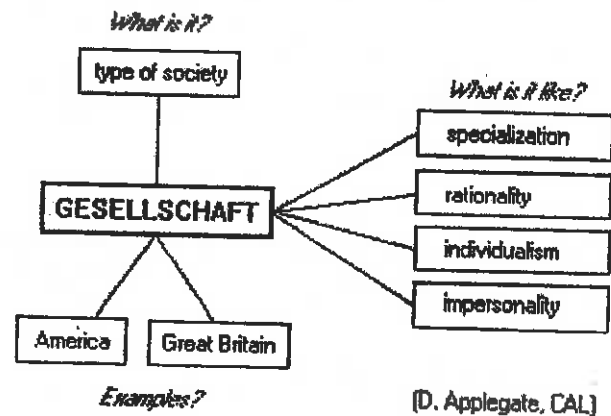 What is it?
type of society
What is it like?
specialization
GESELLSCHAFT
rationality
individualism
impersonality
America
Great Britain
Examples?
[D. Applegate, CAL]